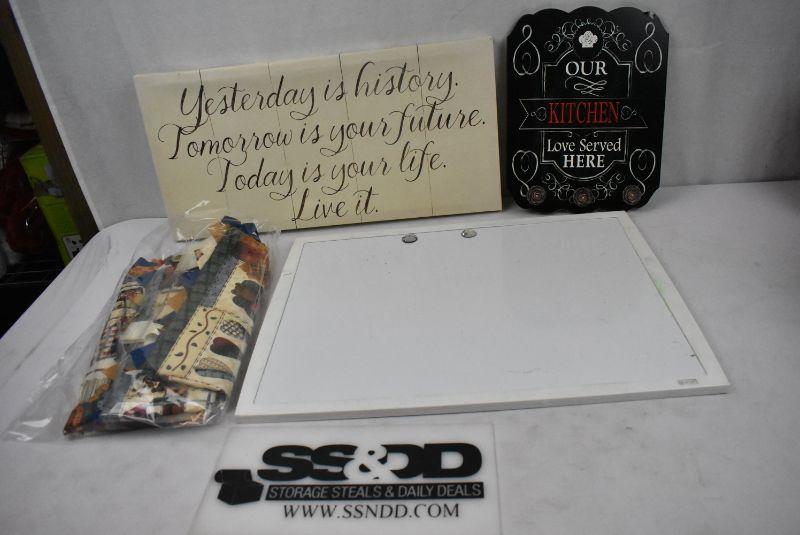 Yesterday is history.
Tomorrow is your future.
Today is your life.
Live it.
OUR
KITCHEN
Love Served
HERE
SS&DD
STORAGE STEALS & DAILY DEALS
WWW.SSNDD.COM